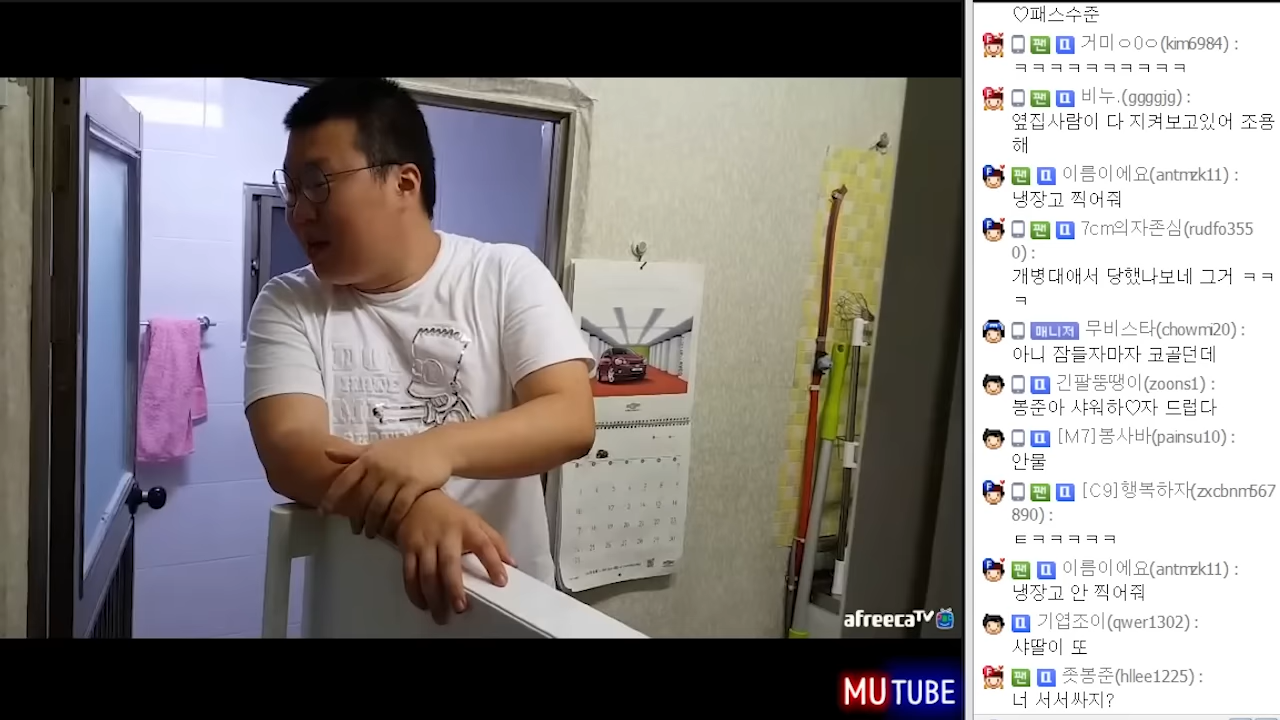 ♡패스수준
거미ㅇ0ㅇ(kim6984) :
ㅋㅋㅋㅋㅋㅋㅋㅋㅋㅋ
비누.(ggggjg) :
옆집사람이 다 지켜보고있어 조용
해
이름이에요(antmzk11) :
냉장고 찍어줘
7cm의자존심(rudfo355
0) :
개병대애서 당했나보네 그거 ㅋㅋ
ㅋ
매니저 무비스타(chowmi20) :
아니 잠들자마자 코골던데
긴팔뚱땡이(zoons1) :
봉준아 샤워하♡자 드럽다
[M7]봉사바(painsu10) :
안물
[C9]행복하자(zxcbnm567
890) :
ㅌㅋㅋㅋㅋㅋ
이름이에요(antmzk11) :
냉장고 안 찍어줘
기엽조이(qwer1302) :
샤딸이 또
좃봉준(hllee1225) :
너 서서싸지?
afreecaTV
MUTUBE